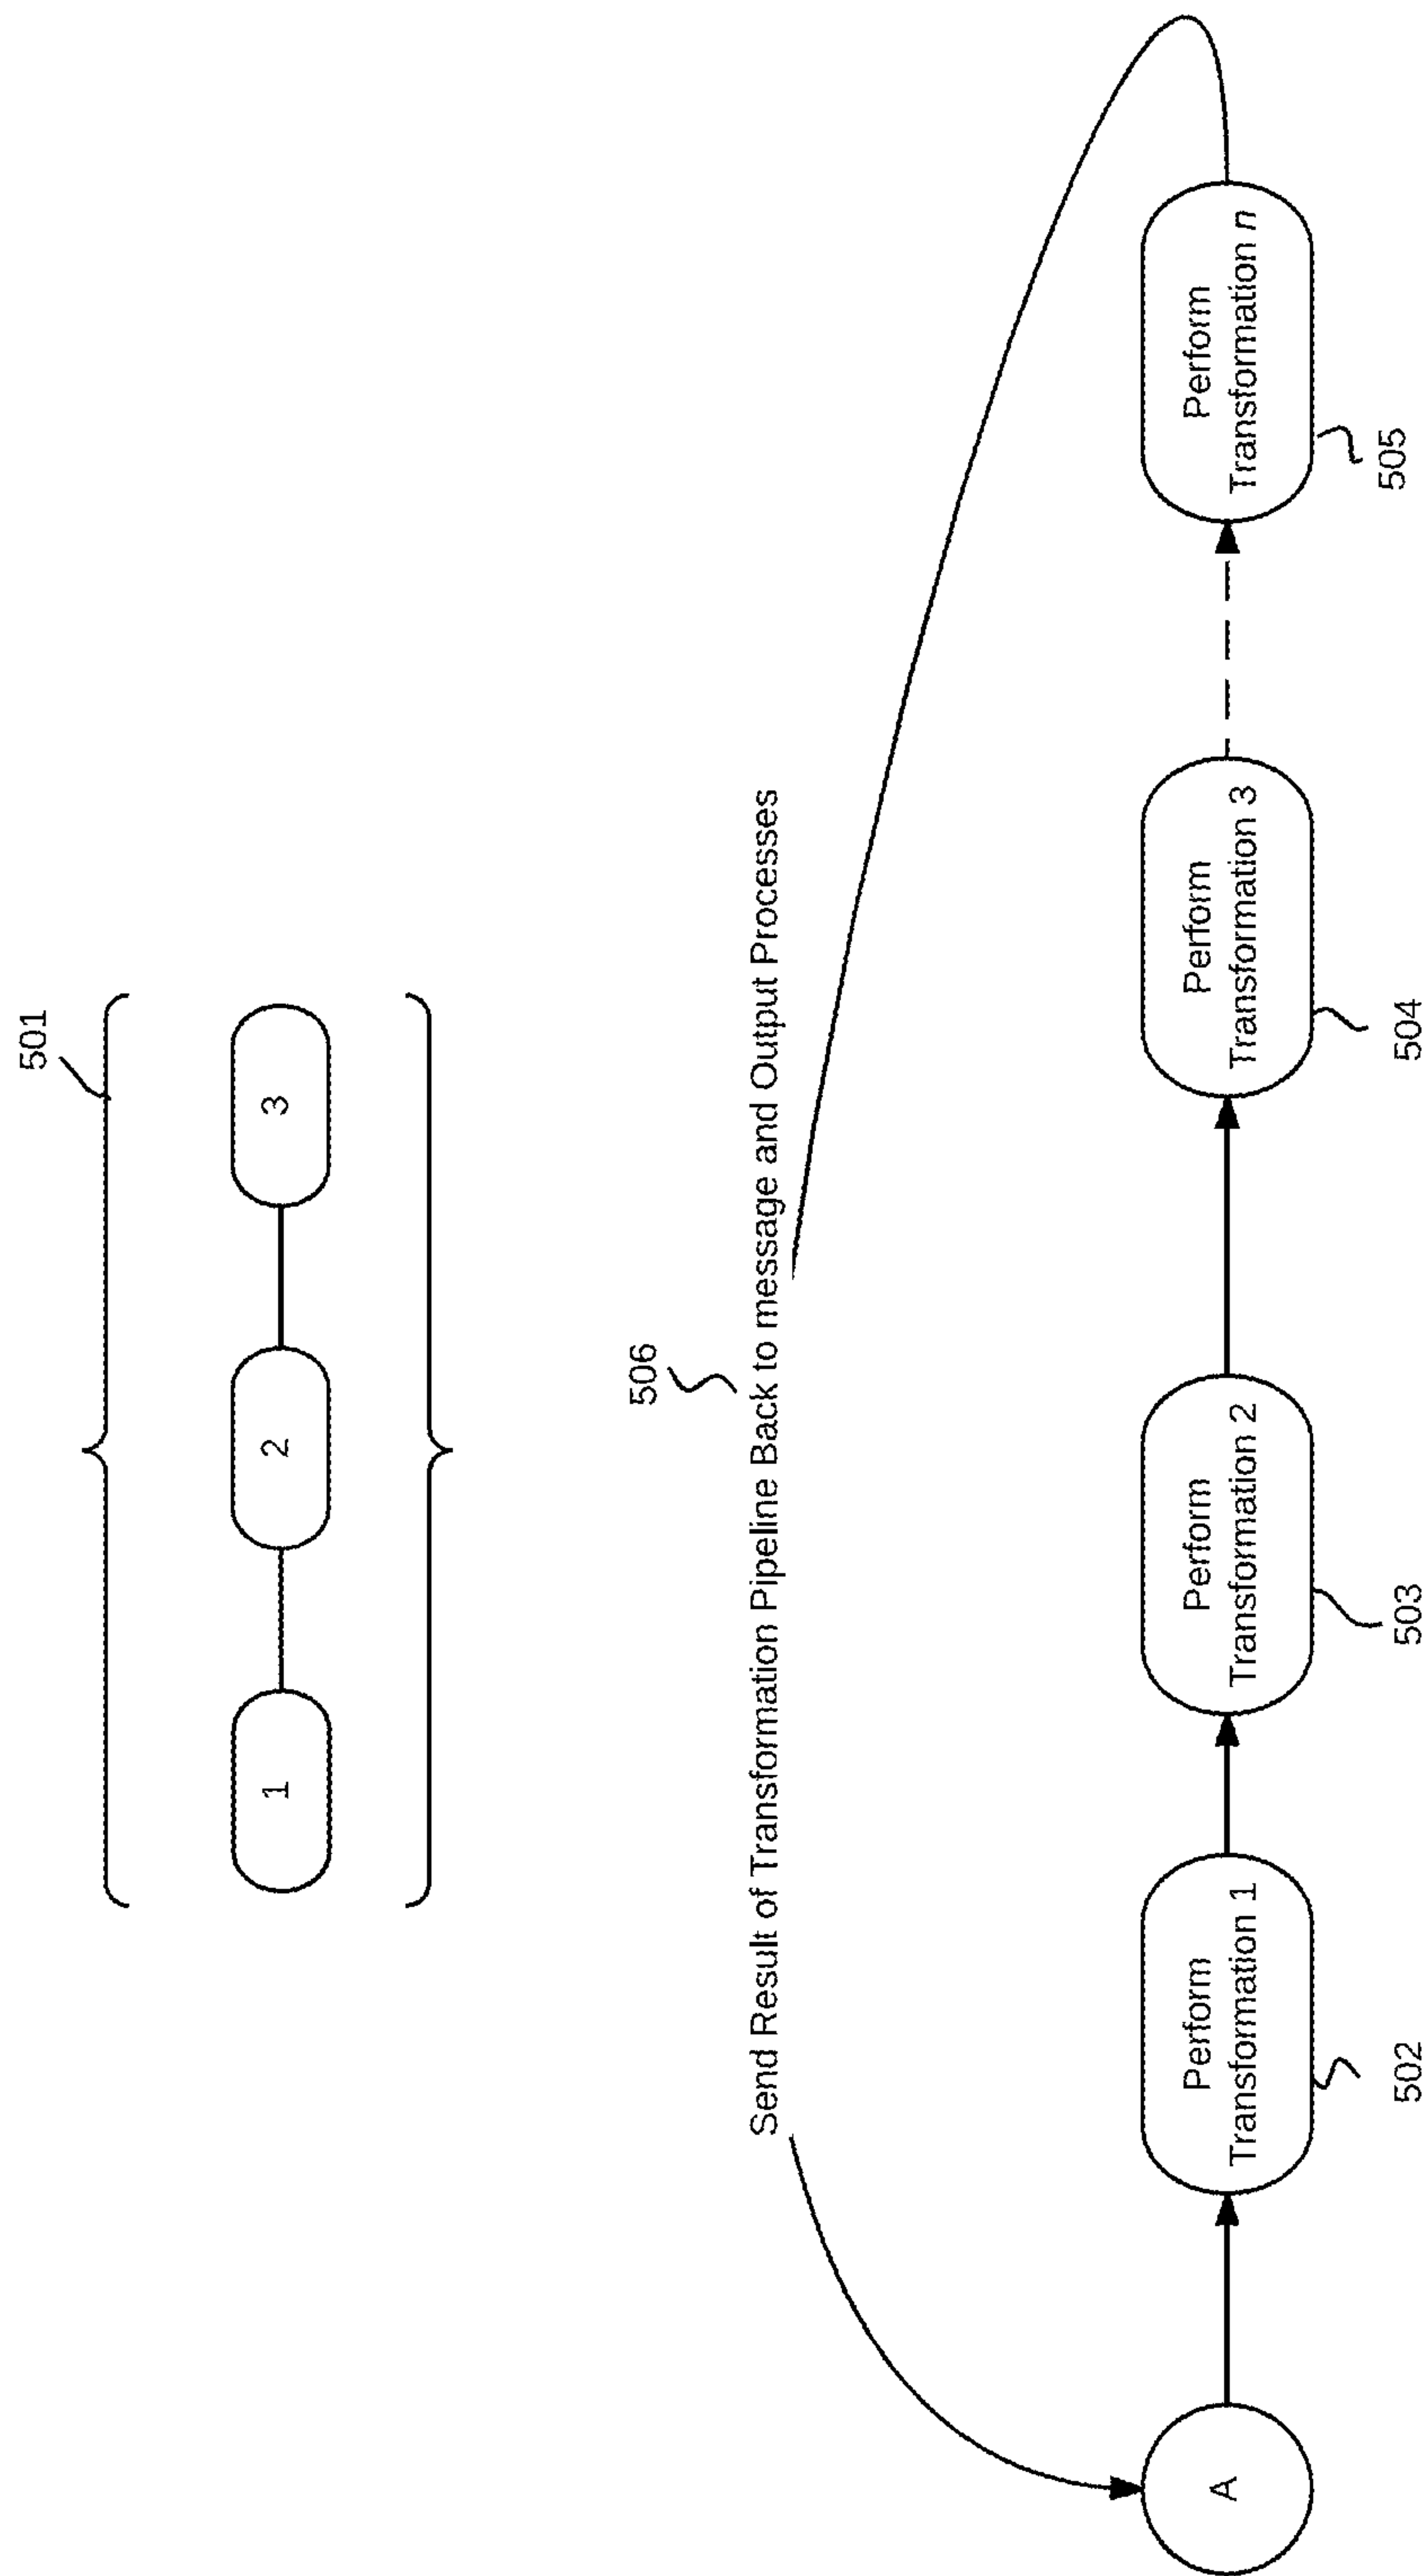 501
1
2
3
506
Send Result of Transformation Pipeline Back to message and Output Processes
A
Perform
Transformation 1
Perform
Transformation 2
Perform
Transformation 3
Perform
Transformation n
502
503
504
505